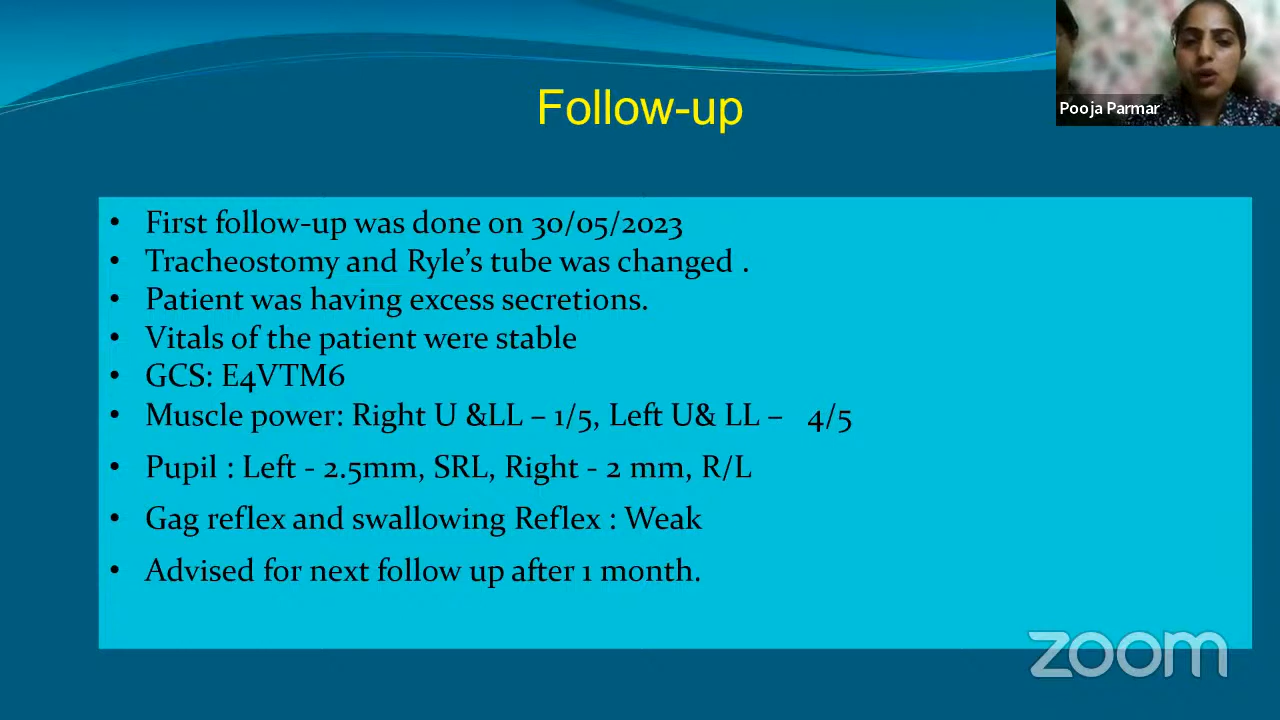 Follow-up
Pooja Parmar
• First follow-up was done on 30/05/2023
• Tracheostomy and Ryle’s tube was changed .
• Patient was having excess secretions.
• Vitals of the patient were stable
• GCS: E4VTM6
• Muscle power: Right U &LL – 1/5, Left U& LL – 4/5
• Pupil : Left - 2.5mm, SRL, Right - 2 mm, R/L
• Gag reflex and swallowing Reflex : Weak
• Advised for next follow up after 1 month.
zoom